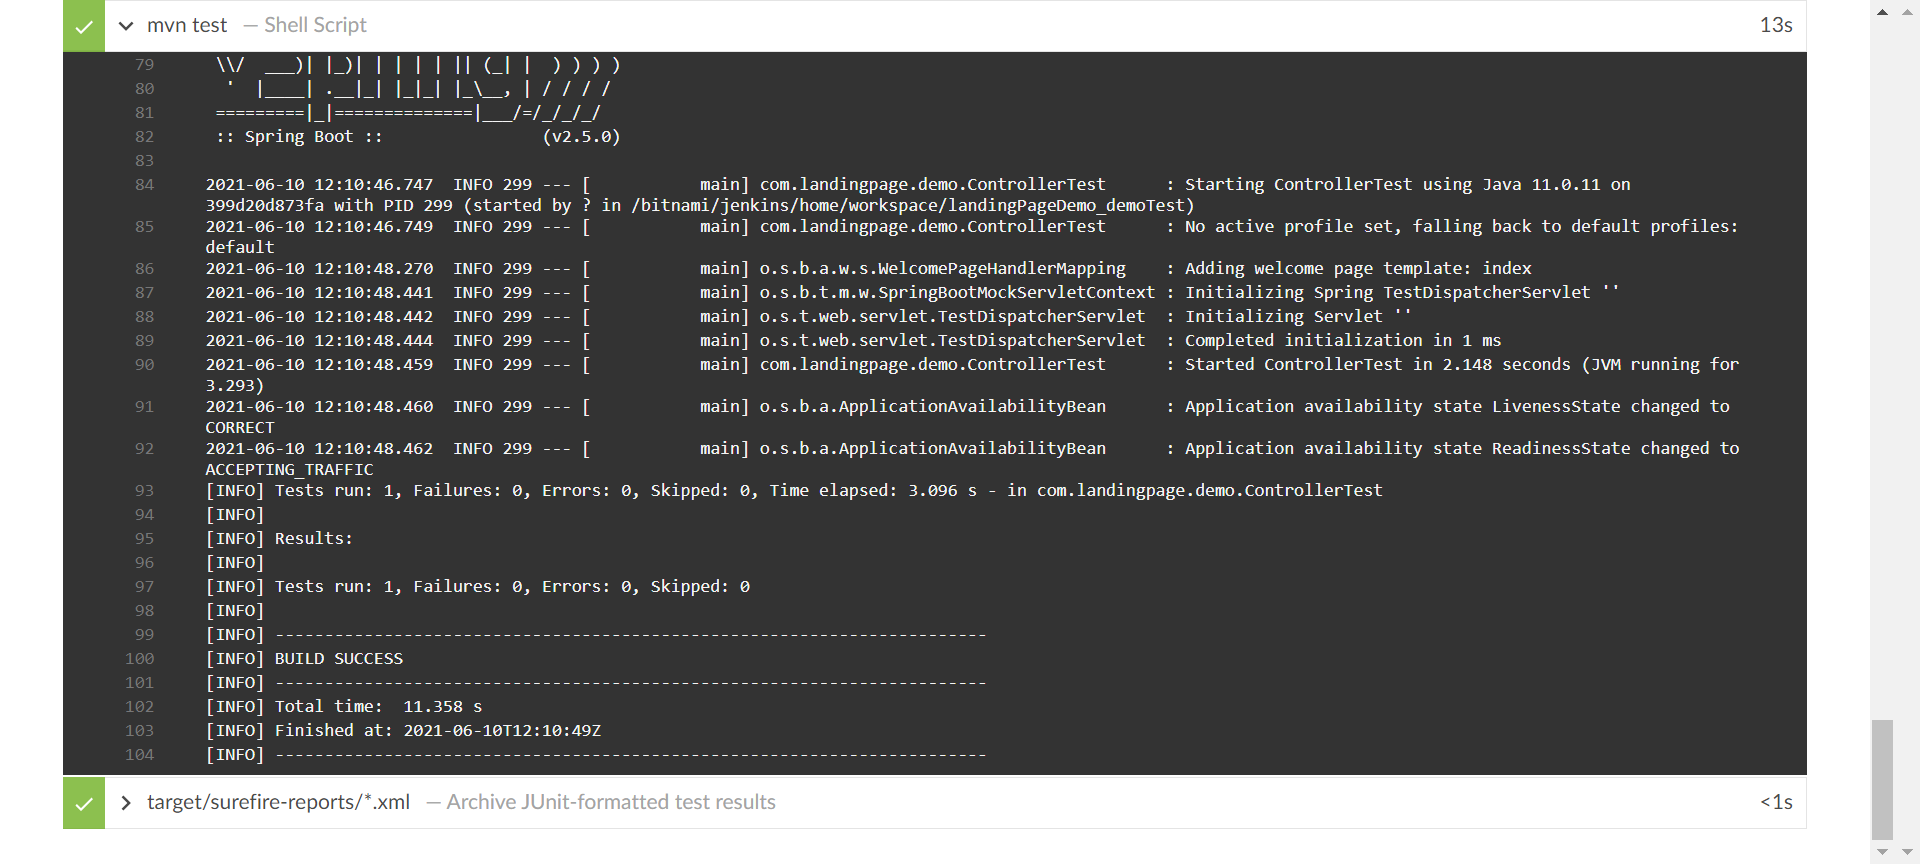 mvn test — Shell Script 13s
79 \\/  ___)| |_)| | | | | || (_| |  ) ) ) )
80 '  |____| .__|_| |_|_| |_\__, | / / / /
81 =========|_|==============|___/=/_/_/_/
82 :: Spring Boot ::                (v2.5.0)
83
84 2021-06-10 12:10:46.747  INFO 299 --- [           main] com.landingpage.demo.ControllerTest      : Starting ControllerTest using Java 11.0.11 on
399d20d873fa with PID 299 (started by ? in /bitnami/jenkins/home/workspace/landingPageDemo_demoTest)
85 2021-06-10 12:10:46.749  INFO 299 --- [           main] com.landingpage.demo.ControllerTest      : No active profile set, falling back to default profiles:
default
86 2021-06-10 12:10:48.270  INFO 299 --- [           main] o.s.b.a.w.s.WelcomePageHandlerMapping    : Adding welcome page template: index
87 2021-06-10 12:10:48.441  INFO 299 --- [           main] o.s.b.t.m.w.SpringBootMockServletContext : Initializing Spring TestDispatcherServlet ''
88 2021-06-10 12:10:48.442  INFO 299 --- [           main] o.s.t.web.servlet.TestDispatcherServlet  : Initializing Servlet ''
89 2021-06-10 12:10:48.444  INFO 299 --- [           main] o.s.t.web.servlet.TestDispatcherServlet  : Completed initialization in 1 ms
90 2021-06-10 12:10:48.459  INFO 299 --- [           main] com.landingpage.demo.ControllerTest      : Started ControllerTest in 2.148 seconds (JVM running for
3.293)
91 2021-06-10 12:10:48.460  INFO 299 --- [           main] o.s.b.a.ApplicationAvailabilityBean      : Application availability state LivenessState changed to
CORRECT
92 2021-06-10 12:10:48.462  INFO 299 --- [           main] o.s.b.a.ApplicationAvailabilityBean      : Application availability state ReadinessState changed to
ACCEPTING_TRAFFIC
93 [INFO] Tests run: 1, Failures: 0, Errors: 0, Skipped: 0, Time elapsed: 3.096 s - in com.landingpage.demo.ControllerTest
94 [INFO]
95 [INFO] Results:
96 [INFO]
97 [INFO] Tests run: 1, Failures: 0, Errors: 0, Skipped: 0
98 [INFO]
99 [INFO] ------------------------------------------------------------------------
100 [INFO] BUILD SUCCESS
101 [INFO] ------------------------------------------------------------------------
102 [INFO] Total time:  11.358 s
103 [INFO] Finished at: 2021-06-10T12:10:49Z
104 [INFO] ------------------------------------------------------------------------
target/surefire-reports/*.xml — Archive JUnit-formatted test results <1s